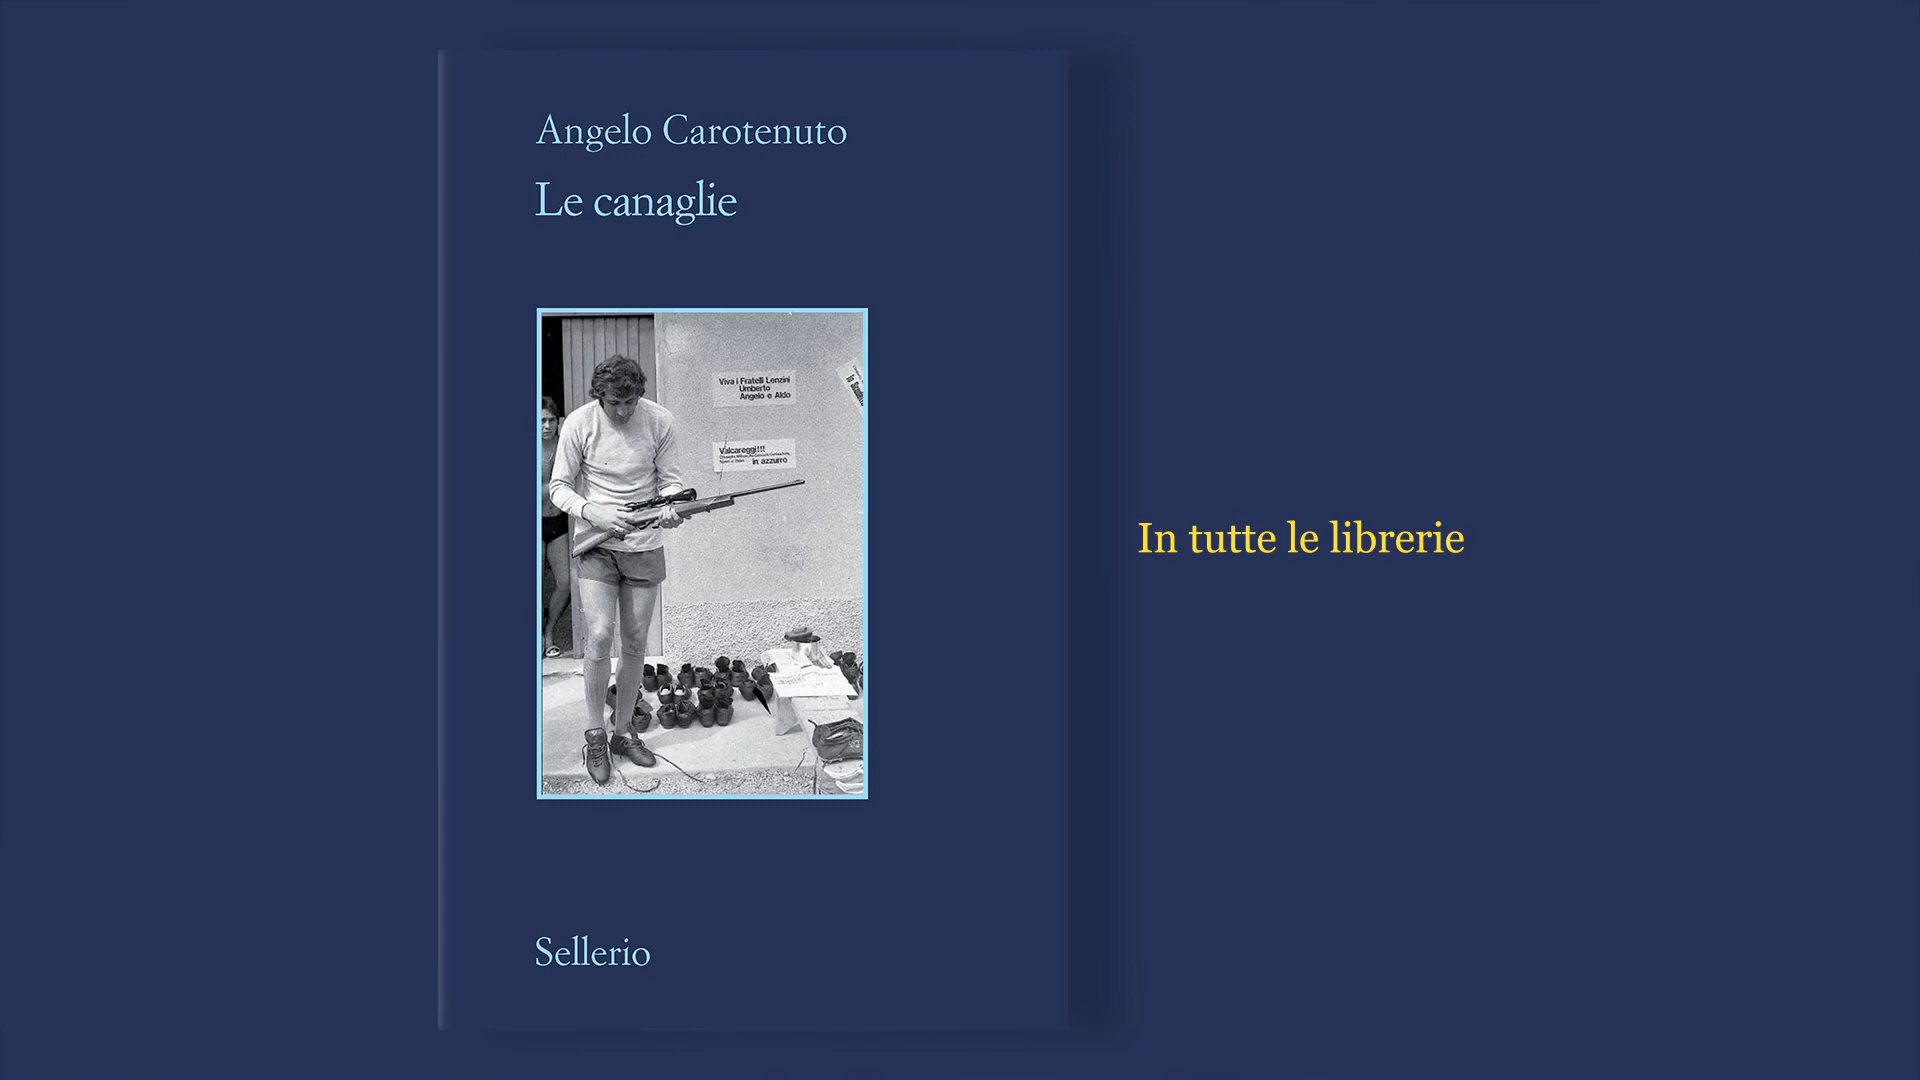 Angelo Carotenuto
Le canaglie
Viva i Fratelli Lenzini
Umberto
Angelo e Aldo
Valcareggi!!!
in azzurro
Sellerio
In tutte le librerie